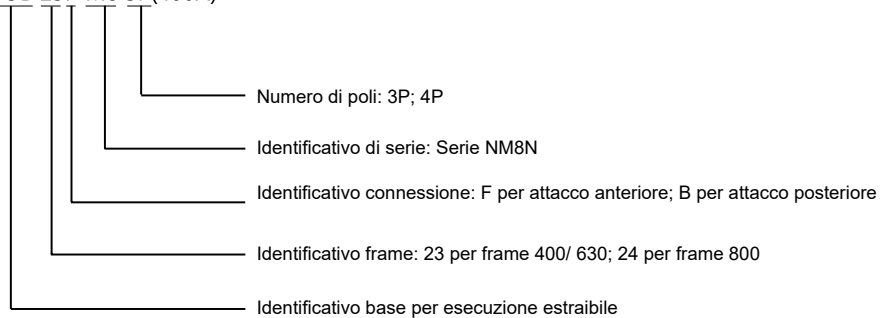 Numero di poli: 3P; 4P
Identificativo di serie: Serie NM8N
Identificativo connessione: F per attacco anteriore; B per attacco posteriore
Identificativo frame: 23 per frame 400/ 630; 24 per frame 800
Identificativo base per esecuzione estraibile